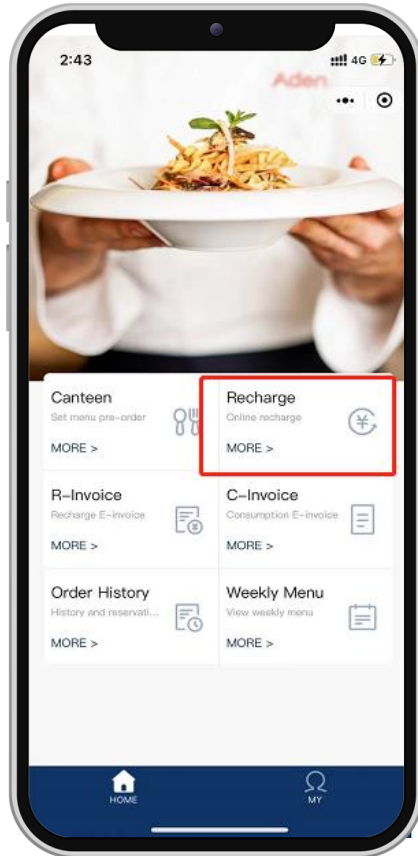 2:43
4G
Aden
Canteen
Set menu pre-order
MORE >
Recharge
Online recharge
MORE >
R-Invoice
Recharge E-invoice
MORE >
C-Invoice
Consumption E-invoice
MORE >
Order History
History and reservati...
MORE >
Weekly Menu
View weekly menu
MORE >
HOME
MY